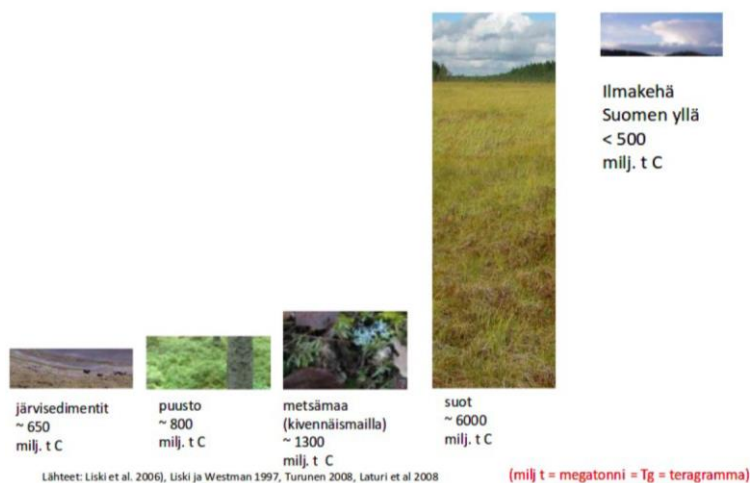 Ilmakehä
Suomen yllä
< 500
milj. t C
järvisedimentit
~ 650
milj. t C
puusto
~ 800
milj. t C
metsämaa
(kivennäismailla)
~ 1300
milj. t C
suot
~ 6000
milj. t C
Lähteet: Liski et al. 2006), Liski ja Westman 1997, Turunen 2008, Laturi et al 2008
(milj t = megatonni = Tg = teragramma)